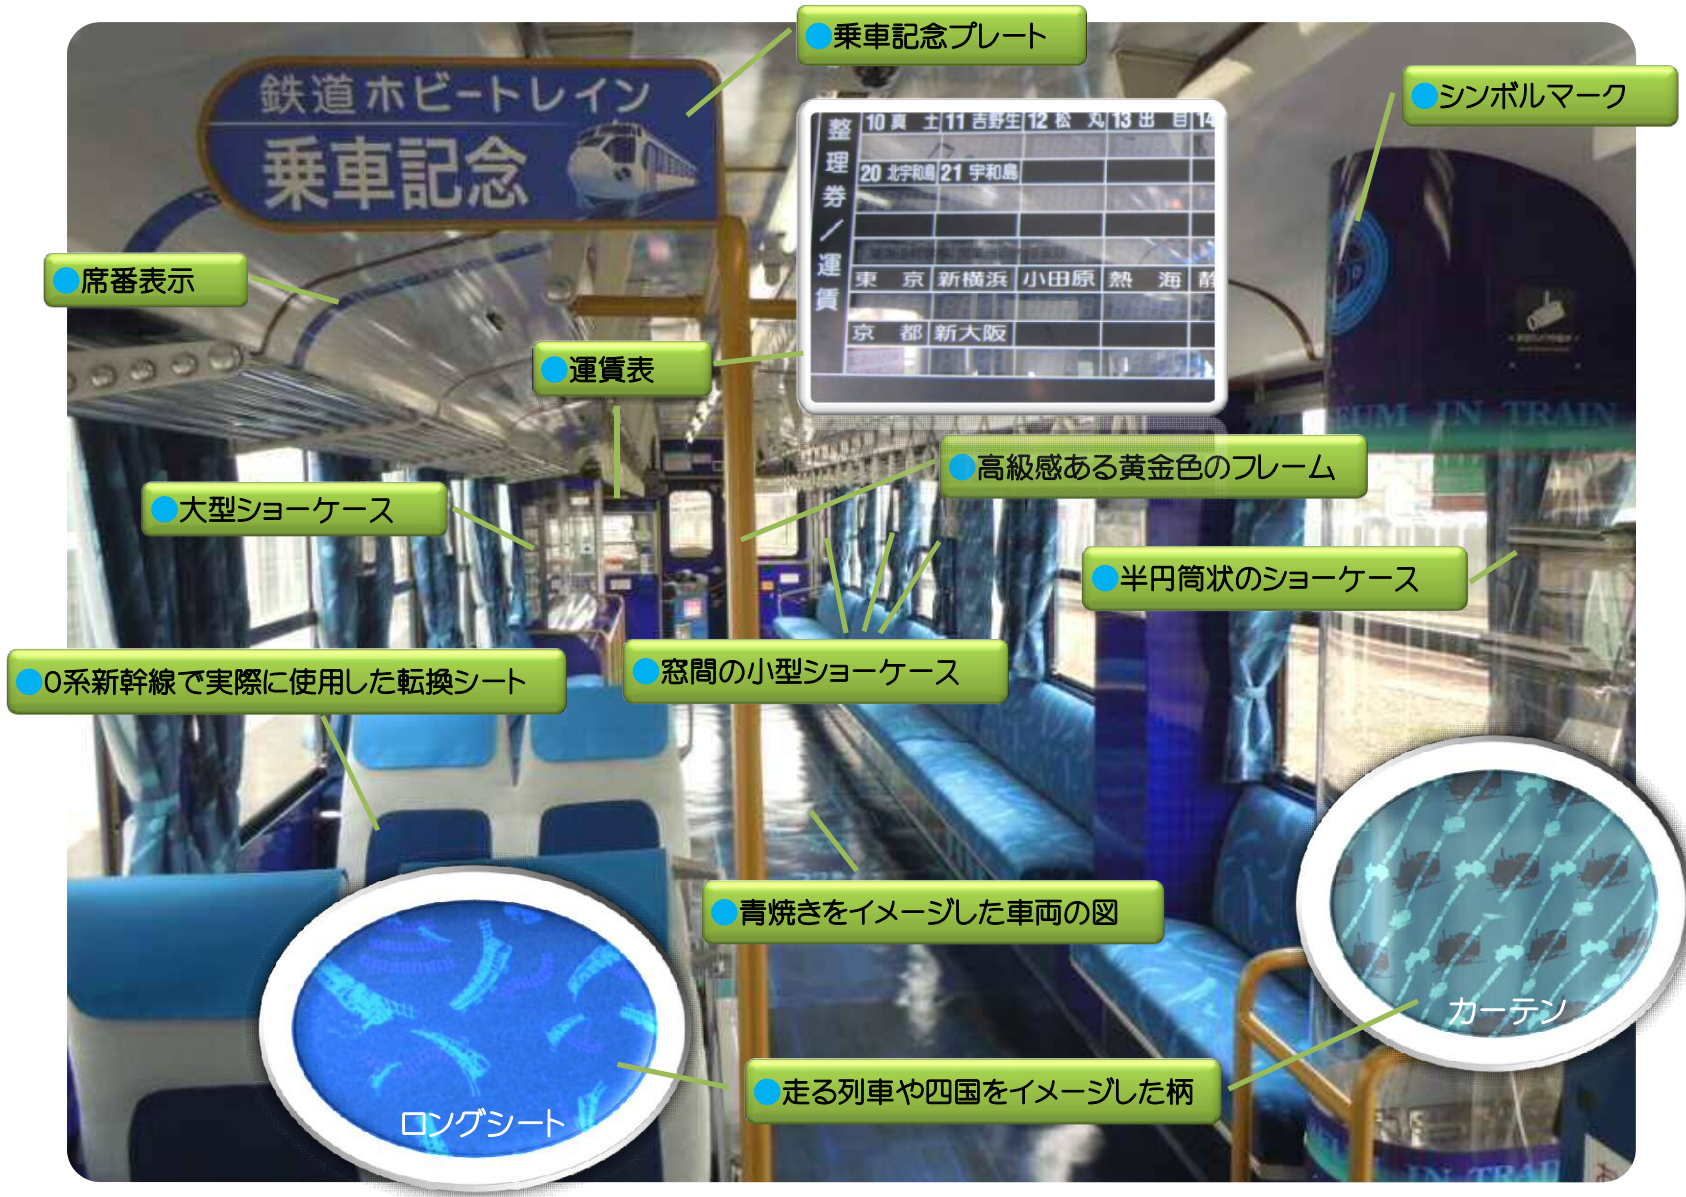 ●乗車記念プレート
鉄道ホビートレイン
乗車記念
●シンボルマーク
整理券／運賃
10 真 土 11 吉野生 12 松 丸 13 出 目 14
20 北宇和島 21 宇和島
東 京 新横浜 小田原 熱 海 静
京 都 新大阪
●席番表示
●運賃表
EUM IN TRAIN
●高級感ある黄金色のフレーム
●大型ショーケース
●半円筒状のショーケース
●窓間の小型ショーケース
●0系新幹線で実際に使用した転換シート
●青焼きをイメージした車両の図
カーテン
●走る列車や四国をイメージした柄
ロングシート
EUM IN TRAI